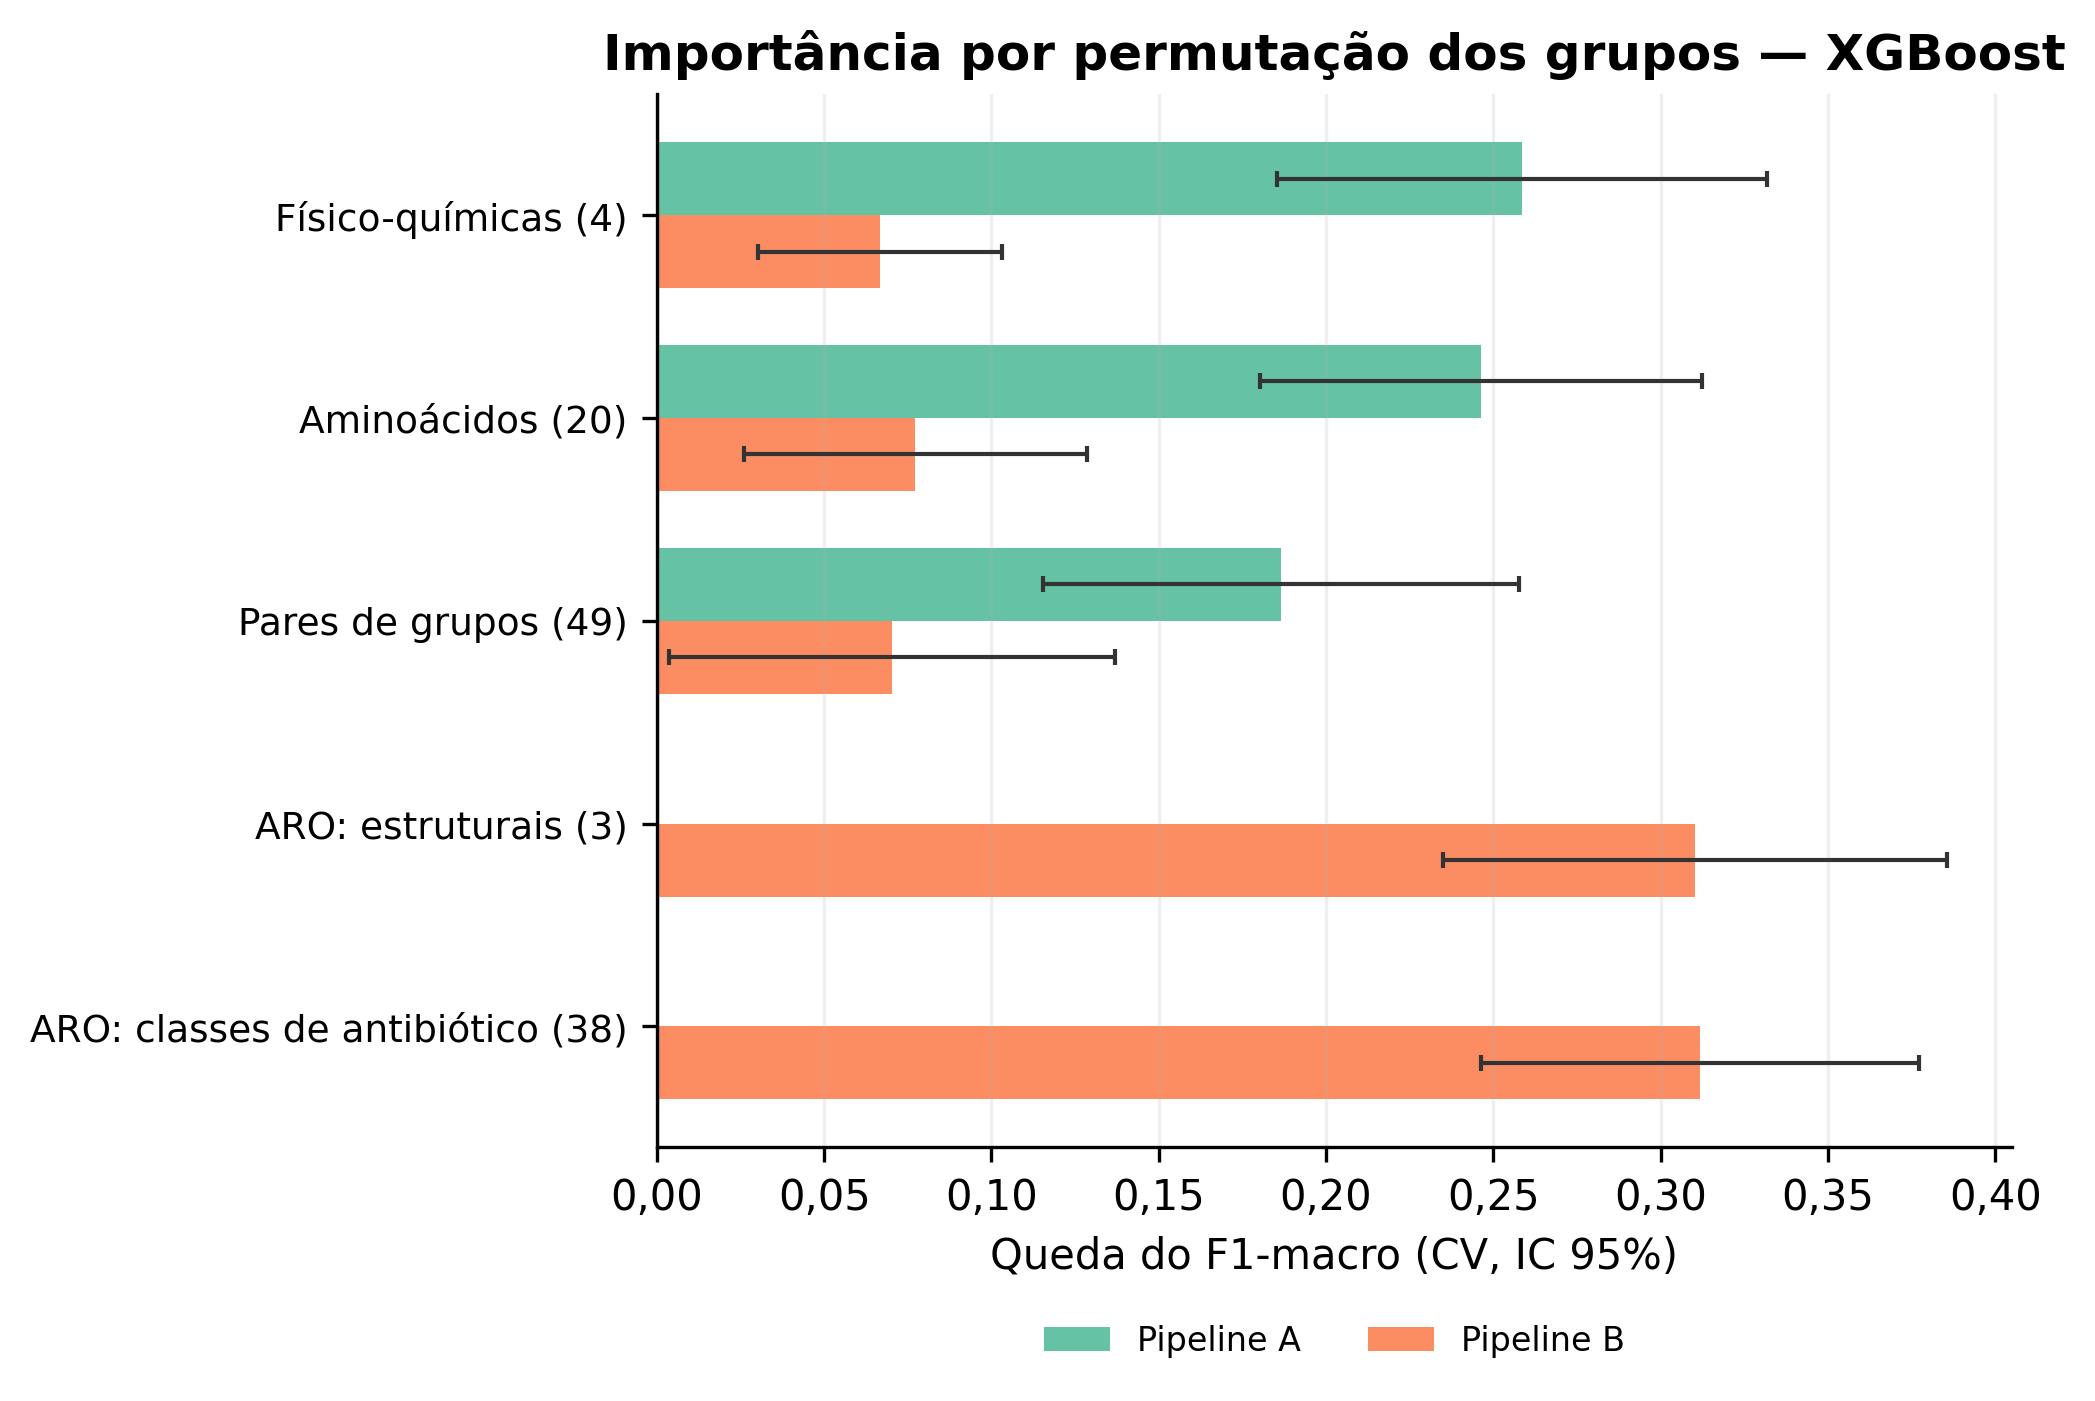 Importância por permutação dos grupos — XGBoost
Físico-químicas (4)
Aminoácidos (20)
Pares de grupos (49)
ARO: estruturais (3)
ARO: classes de antibiótico (38)
0,00 0,05 0,10 0,15 0,20 0,25 0,30 0,35 0,40
Queda do F1-macro (CV, IC 95%)
Pipeline A Pipeline B